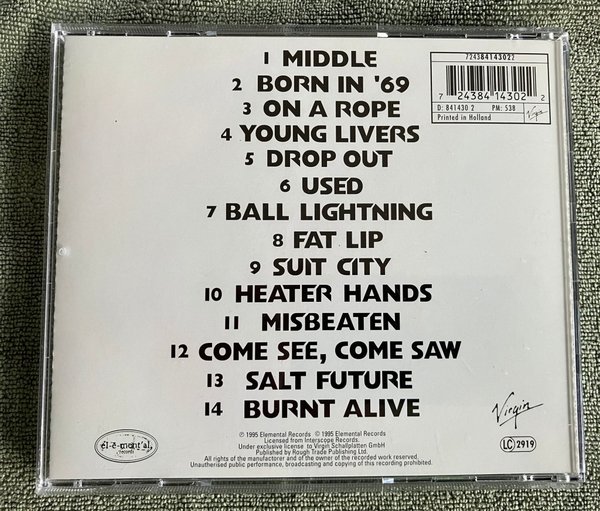 1 MIDDLE
2 BORN IN '69
3 ON A ROPE
4 YOUNG LIVERS
5 DROP OUT
6 USED
7 BALL LIGHTNING
8 FAT LIP
9 SUIT CITY
10 HEATER HANDS
11 MISBEATEN
12 COME SEE, COME SAW
13 SALT FUTURE
14 BURNT ALIVE
724384143022
7 24384 14302 2
D: 841430 2 PM: 538
Printed in Holland
Virgin
el-e-ment'al
records
℗ 1995 Elemental Records © 1995 Elemental Records
Licensed from Interscope Records.
Under exclusive license to Virgin Schallplatten GmbH
Published by Rough Trade Publishing Ltd.
All rights of the manufacturer and of the owner of the recorded work reserved.
Unauthorised public performance, broadcasting and copying of this recording prohibited.
Virgin
LC 2919